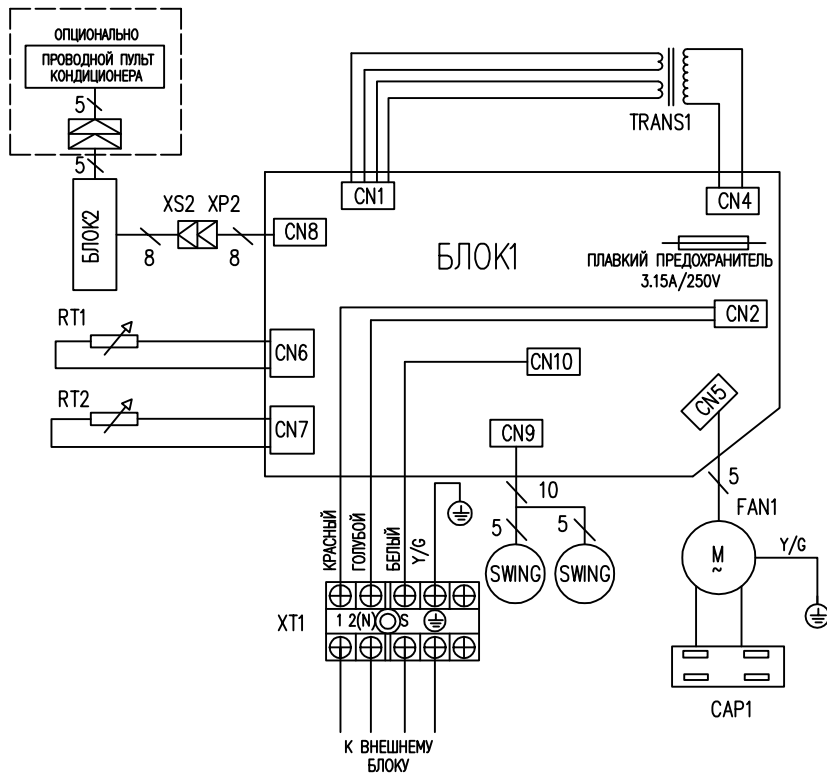 ОПЦИОНАЛЬНО
ПРОВОДНОЙ ПУЛЬТ
КОНДИЦИОНЕРА
5
5
TRANS1
CN1
CN4
XS2 XP2
БЛОК2
8
8
CN8
БЛОК1
ПЛАВКИЙ ПРЕДОХРАНИТЕЛЬ
3.15A/250V
RT1
CN6
CN2
CN10
RT2
CN7
CN5
CN9
10
5
5
SWING
SWING
5
FAN1
M
~
Y/G
КРАСНЫЙ
ГОЛУБОЙ
БЕЛЫЙ
Y/G
XT1
1 2(N) S
К ВНЕШНЕМУ
БЛОКУ
CAP1